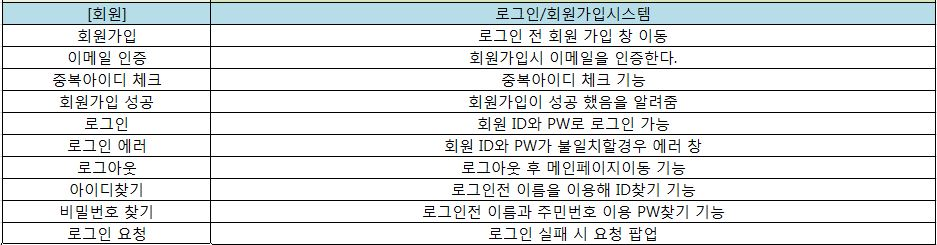 [회원] 로그인/회원가입시스템
회원가입 로그인 전 회원 가입 창 이동
이메일 인증 회원가입시 이메일을 인증한다.
중복아이디 체크 중복아이디 체크 기능
회원가입 성공 회원가입이 성공 했음을 알려줌
로그인 회원 ID와 PW로 로그인 가능
로그인 에러 회원 ID와 PW가 불일치할경우 에러 창
로그아웃 로그아웃 후 메인페이지이동 기능
아이디찾기 로그인전 이름을 이용해 ID찾기 기능
비밀번호 찾기 로그인전 이름과 주민번호 이용 PW찾기 기능
로그인 요청 로그인 실패 시 요청 팝업